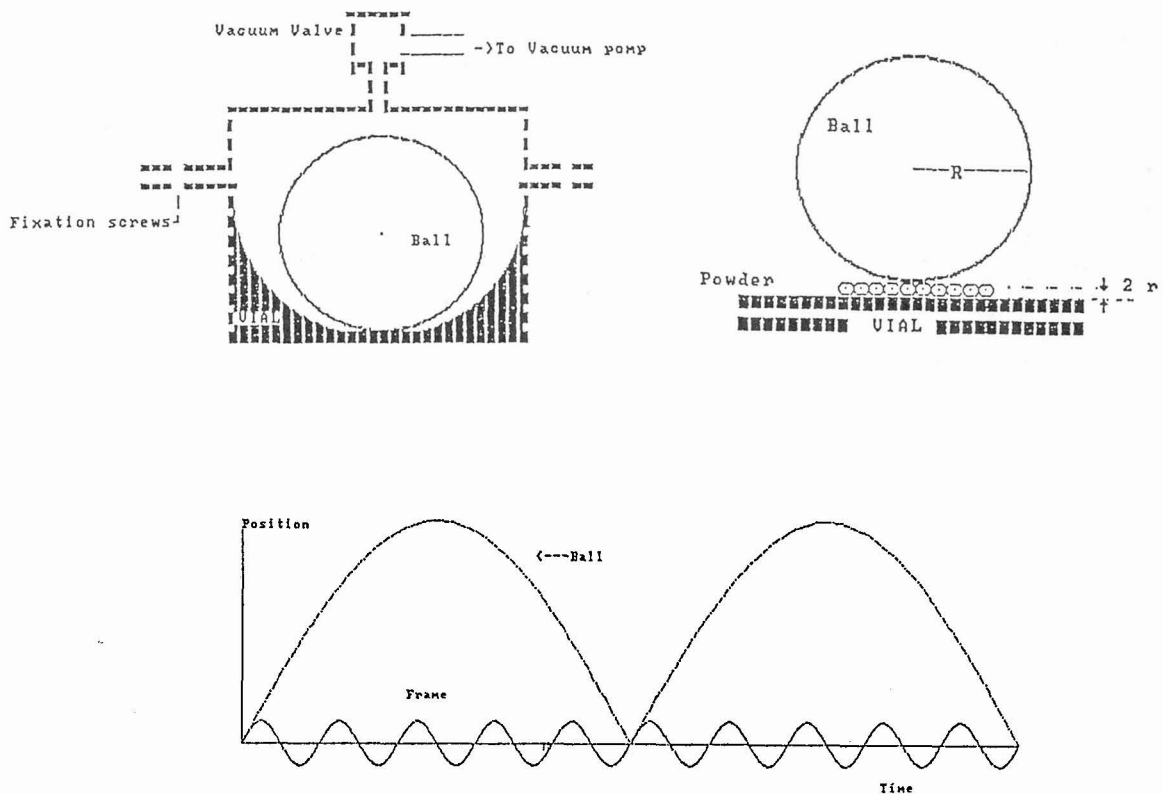 Vacuum Valve
->To Vacuum pomp
Ball
R
Fixation screws
Ball
Powder
2 r
VIAL
VIAL
Position
<---Ball
Frame
Time